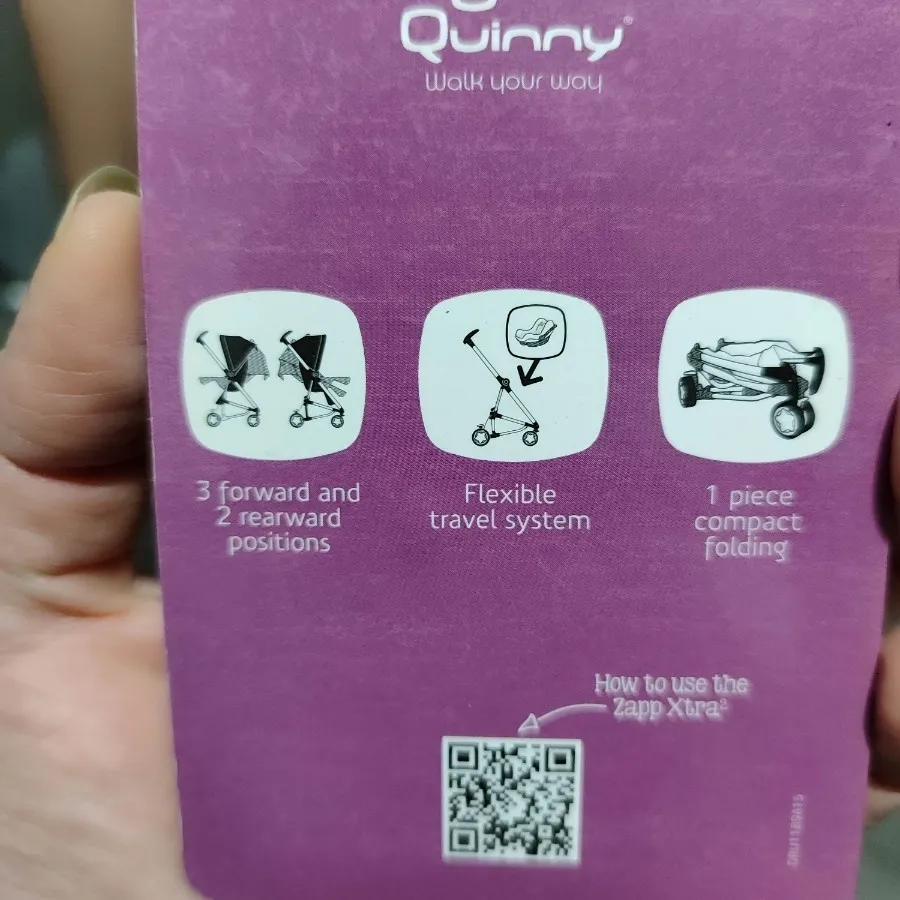 Quinny®
Walk your way
3 forward and
2 rearward
positions
Flexible
travel system
1 piece
compact
folding
How to use the
Zapp Xtra²